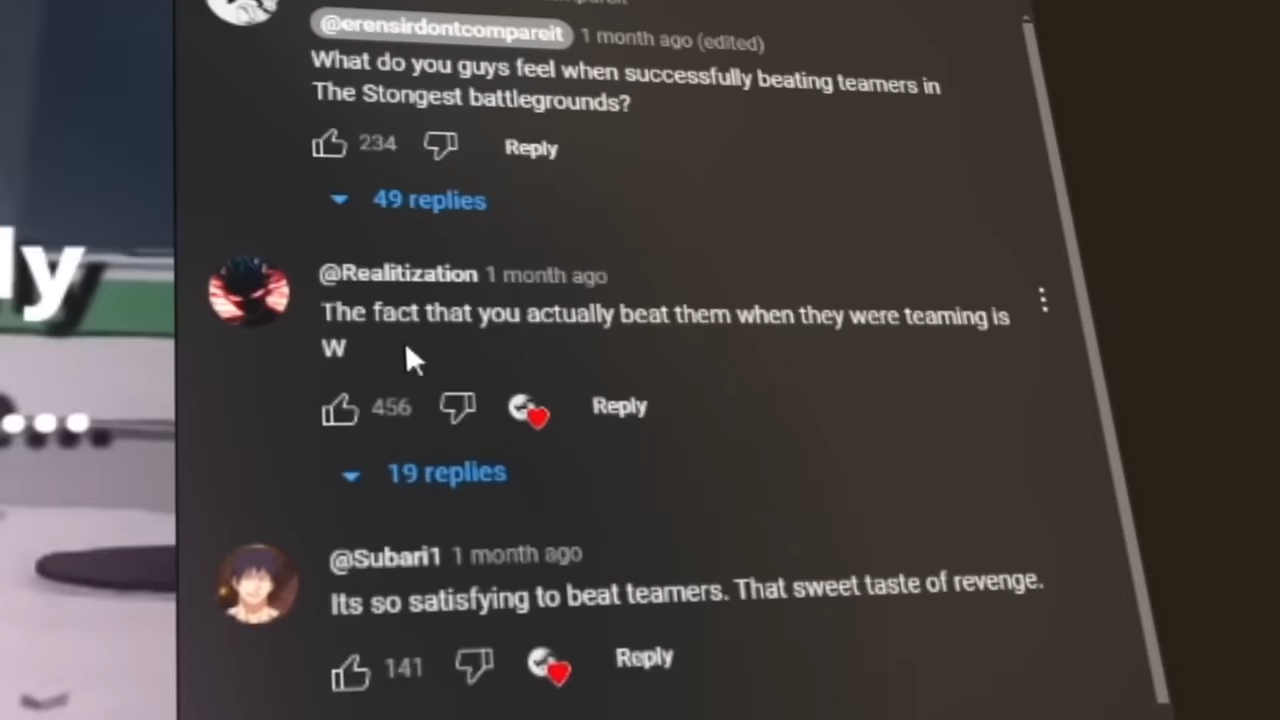 @erensirdontcompareit 1 month ago (edited)
What do you guys feel when successfully beating teamers in
The Stongest battlegrounds?
234 Reply
49 replies
ly
@Realitization 1 month ago
The fact that you actually beat them when they were teaming is
W
456 Reply
...
19 replies
@Subari1 1 month ago
Its so satisfying to beat teamers. That sweet taste of revenge.
141 Reply